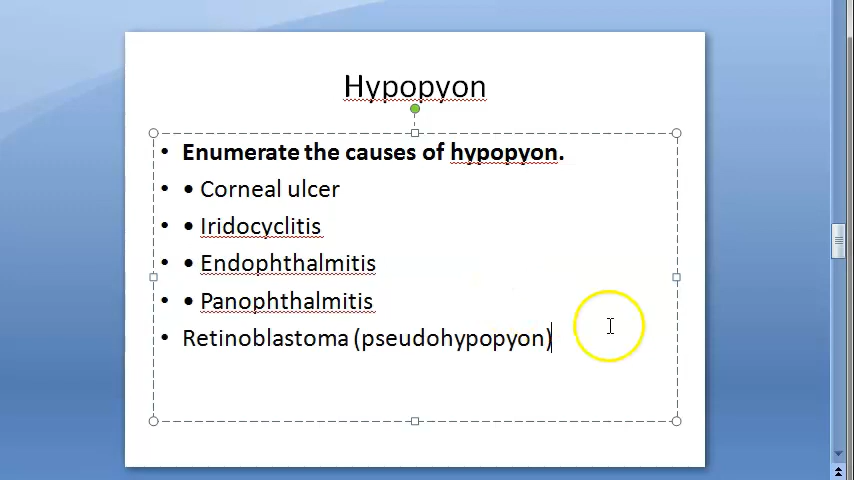 Hypopyon
• Enumerate the causes of hypopyon.
• • Corneal ulcer
• • Iridocyclitis
• • Endophthalmitis
• • Panophthalmitis
• Retinoblastoma (pseudohypopyon)